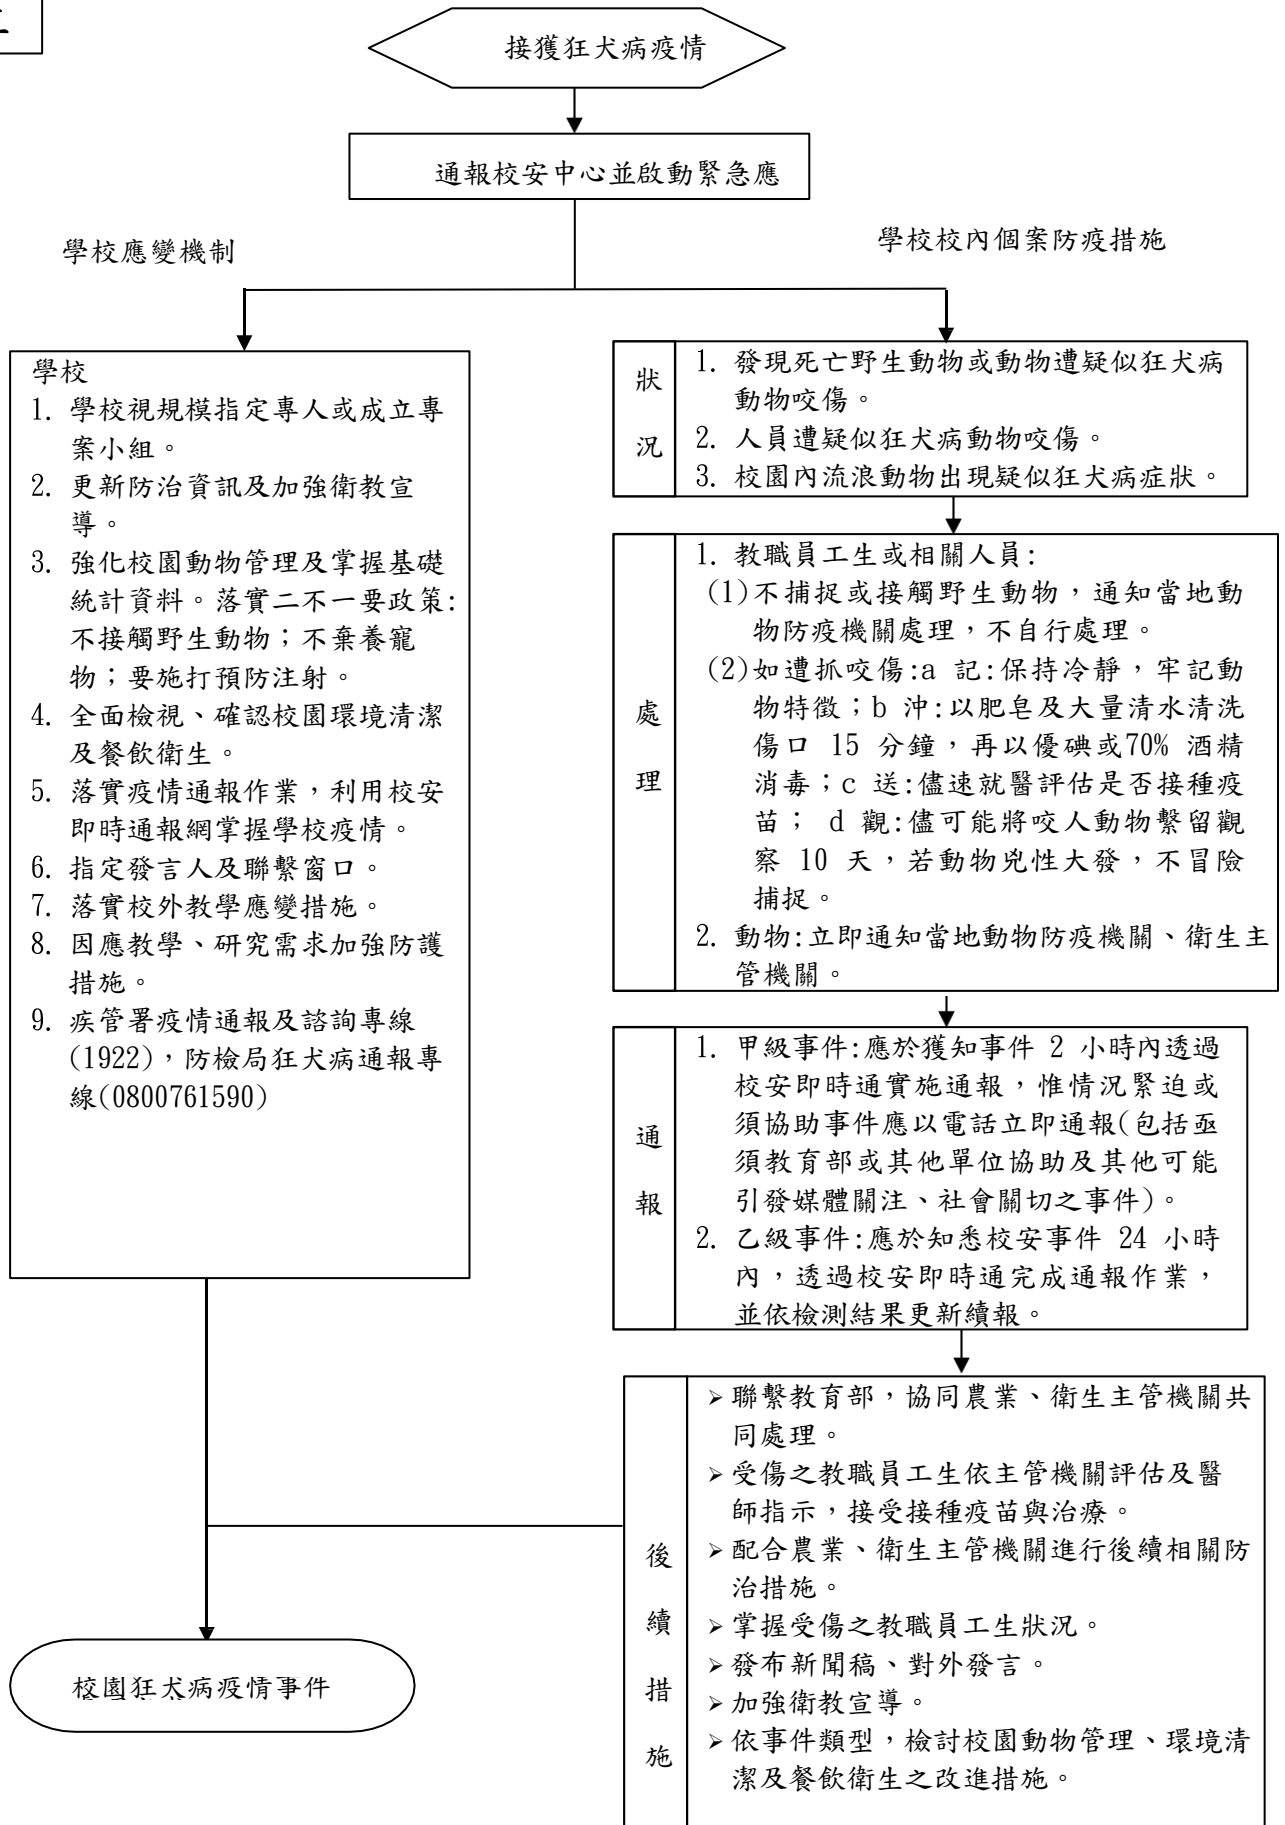 接獲狂犬病疫情
通報校安中心並啟動緊急應
學校應變機制
學校校內個案防疫措施
學校
1. 學校視規模指定專人或成立專
案小組。
2. 更新防治資訊及加強衛教宣
導。
3. 強化校園動物管理及掌握基礎
統計資料。落實二不一要政策:
不接觸野生動物；不棄養寵
物；要施打預防注射。
4. 全面檢視、確認校園環境清潔
及餐飲衛生。
5. 落實疫情通報作業，利用校安
即時通報網掌握學校疫情。
6. 指定發言人及聯繫窗口。
7. 落實校外教學應變措施。
8. 因應教學、研究需求加強防護
措施。
9. 疾管署疫情通報及諮詢專線
(1922)，防檢局狂犬病通報專
線(0800761590)
狀
況
1. 發現死亡野生動物或動物遭疑似狂犬病
動物咬傷。
2. 人員遭疑似狂犬病動物咬傷。
3. 校園內流浪動物出現疑似狂犬病症狀。
處
理
1. 教職員工生或相關人員:
(1)不捕捉或接觸野生動物，通知當地動
物防疫機關處理，不自行處理。
(2)如遭抓咬傷:a 記:保持冷靜，牢記動
物特徵；b 沖:以肥皂及大量清水清洗
傷口 15 分鐘，再以優碘或70% 酒精
消毒；c 送:儘速就醫評估是否接種疫
苗； d 觀:儘可能將咬人動物繫留觀
察 10 天，若動物兇性大發，不冒險
捕捉。
2. 動物:立即通知當地動物防疫機關、衛生主
管機關。
通
報
1. 甲級事件:應於獲知事件 2 小時內透過
校安即時通實施通報，惟情況緊迫或
須協助事件應以電話立即通報(包括亟
須教育部或其他單位協助及其他可能
引發媒體關注、社會關切之事件)。
2. 乙級事件:應於知悉校安事件 24 小時
內，透過校安即時通完成通報作業，
並依檢測結果更新續報。
後
續
措
施
➢聯繫教育部，協同農業、衛生主管機關共
同處理。
➢受傷之教職員工生依主管機關評估及醫
師指示，接受接種疫苗與治療。
➢配合農業、衛生主管機關進行後續相關防
治措施。
➢掌握受傷之教職員工生狀況。
➢發布新聞稿、對外發言。
➢加強衛教宣導。
➢依事件類型，檢討校園動物管理、環境清
潔及餐飲衛生之改進措施。
校園狂犬病疫情事件